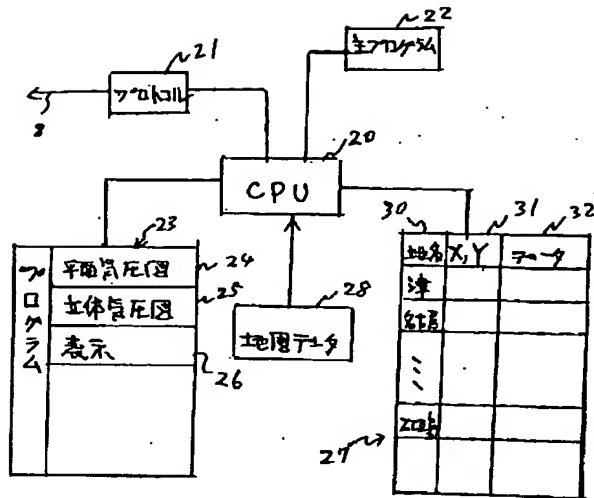 22
主プログラム
21
プロトコル
8
20
CPU
23
プログラム
平面気圧図
24
立体気圧図
25
表示
26
28
地図データ
30
31
32
地名
X, Y
データ
津
27